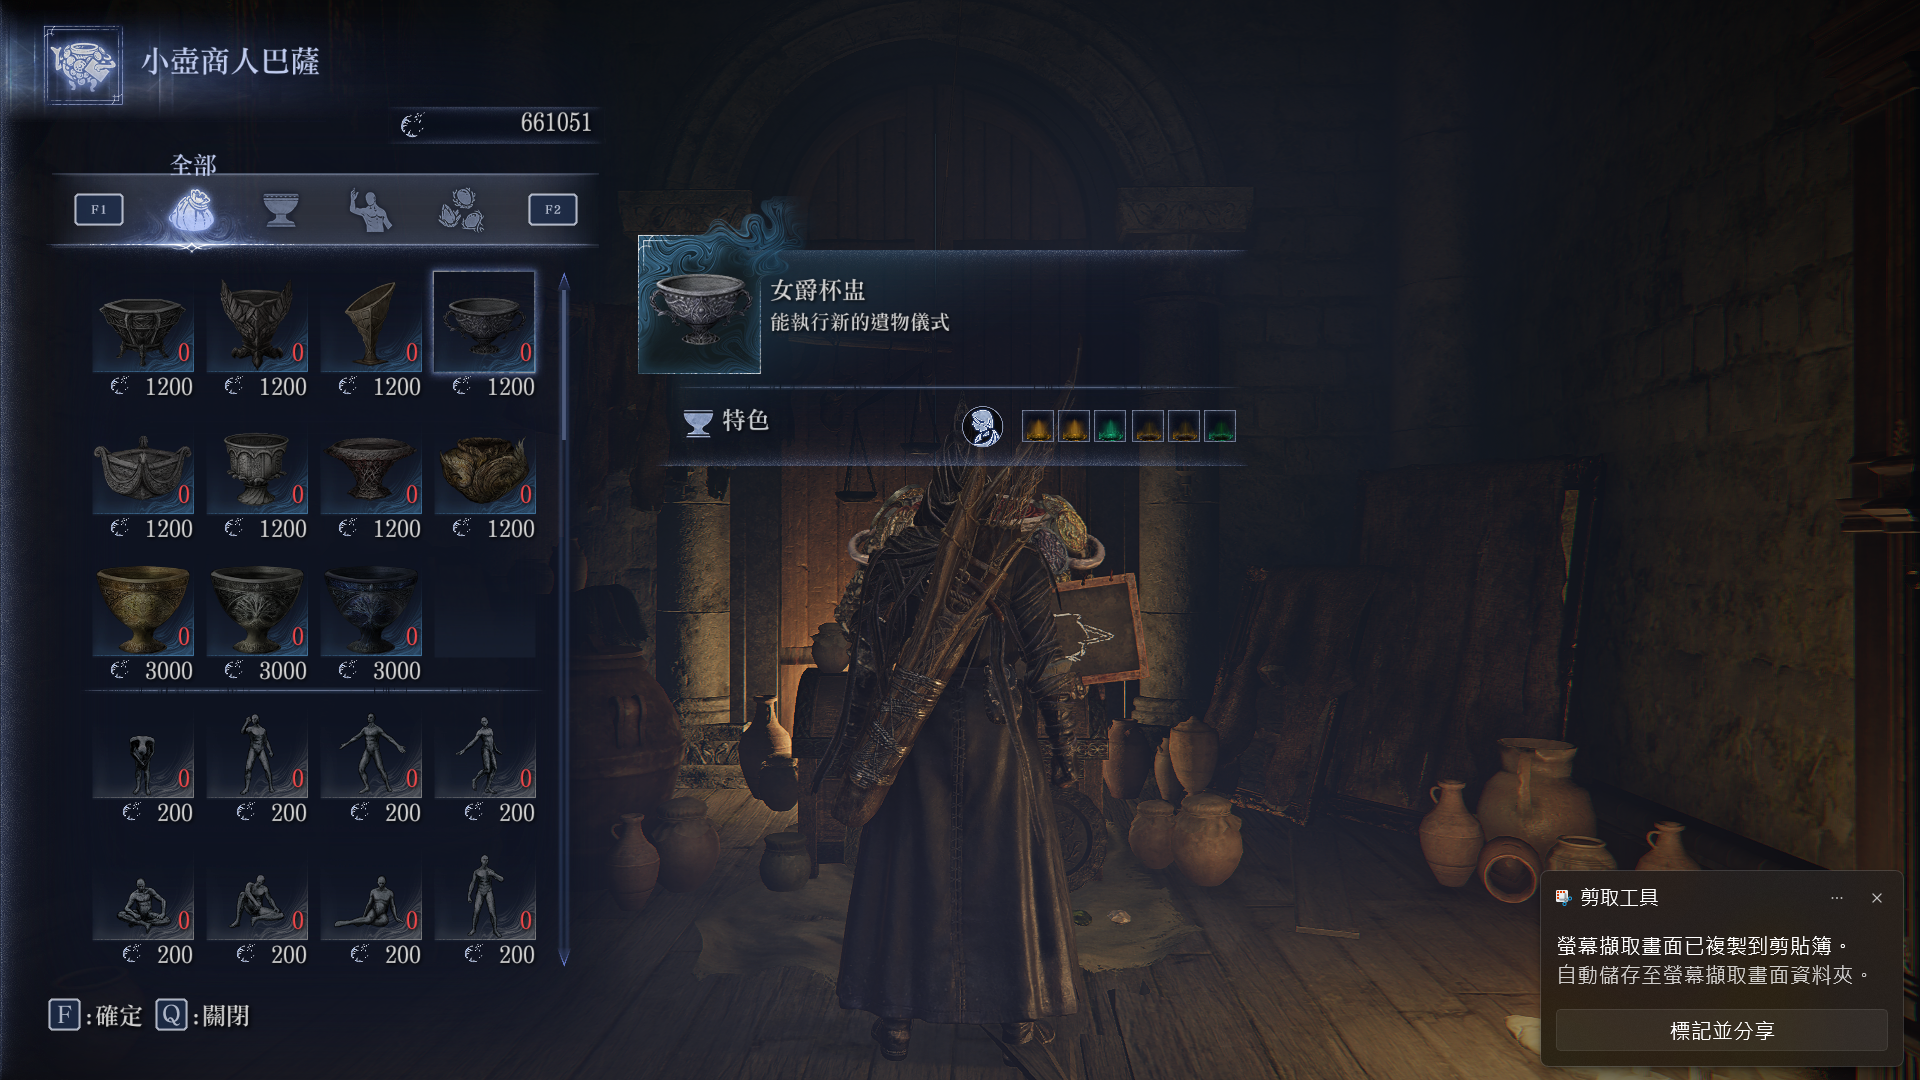 小壺商人巴薩
661051
全部
F1
F2
0 0 0 0
1200 1200 1200 1200
0 0 0 0
1200 1200 1200 1200
0 0 0
3000 3000 3000
0 0 0 0
200 200 200 200
0 0 0 0
200 200 200 200
F:確定 Q:關閉
女爵杯盅
能執行新的遺物儀式
特色
剪取工具
螢幕擷取畫面已複製到剪貼簿。
自動儲存至螢幕擷取畫面資料夾。
標記並分享